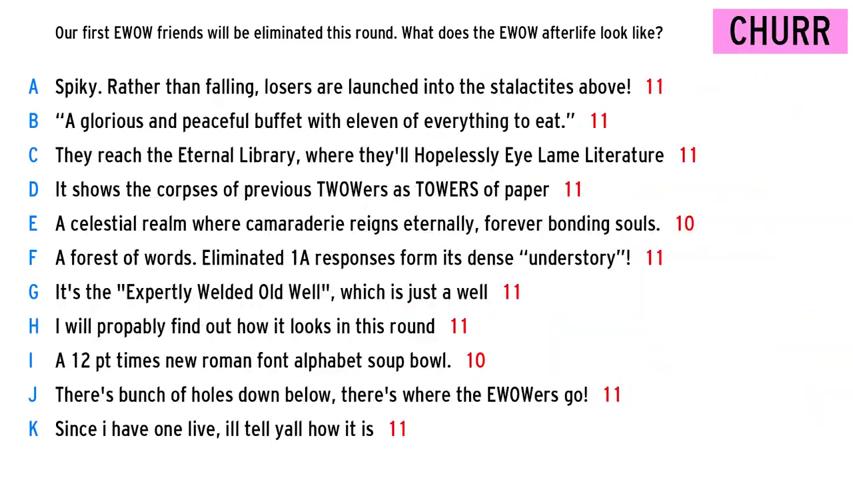 Our first EWOW friends will be eliminated this round. What does the EWOW afterlife look like?
CHURR
A Spiky. Rather than falling, losers are launched into the stalactites above! 11
B “A glorious and peaceful buffet with eleven of everything to eat.” 11
C They reach the Eternal Library, where they'll Hopelessly Eye Lame Literature 11
D It shows the corpses of previous TWOWers as TOWERS of paper 11
E A celestial realm where camaraderie reigns eternally, forever bonding souls. 10
F A forest of words. Eliminated 1A responses form its dense “understory”! 11
G It's the "Expertly Welded Old Well", which is just a well 11
H I will propably find out how it looks in this round 11
I A 12 pt times new roman font alphabet soup bowl. 10
J There's bunch of holes down below, there's where the EWOWers go! 11
K Since i have one live, ill tell yall how it is 11